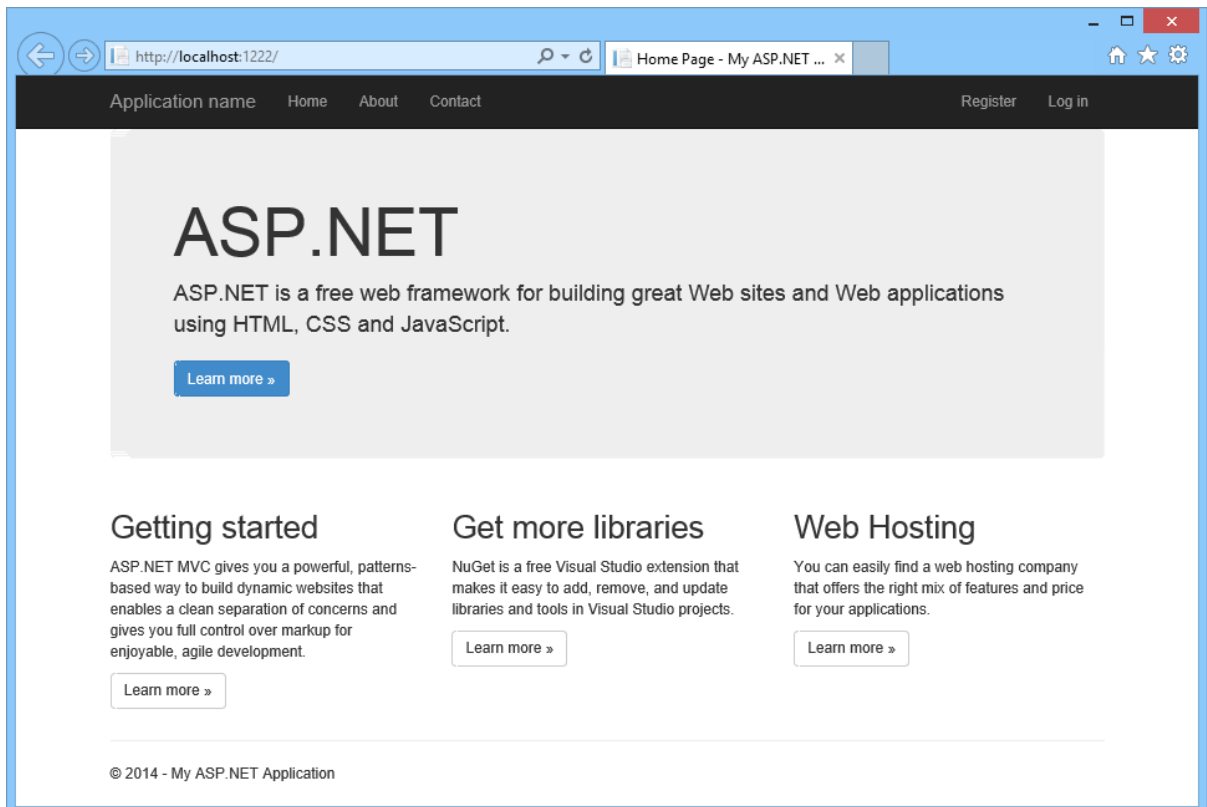 http://localhost:1222/
Home Page - My ASP.NET ...
Application name Home About Contact Register Log in
ASP.NET
ASP.NET is a free web framework for building great Web sites and Web applications
using HTML, CSS and JavaScript.
Learn more »
Getting started
ASP.NET MVC gives you a powerful, patterns-
based way to build dynamic websites that
enables a clean separation of concerns and
gives you full control over markup for
enjoyable, agile development.
Learn more »
Get more libraries
NuGet is a free Visual Studio extension that
makes it easy to add, remove, and update
libraries and tools in Visual Studio projects.
Learn more »
Web Hosting
You can easily find a web hosting company
that offers the right mix of features and price
for your applications.
Learn more »
© 2014 - My ASP.NET Application